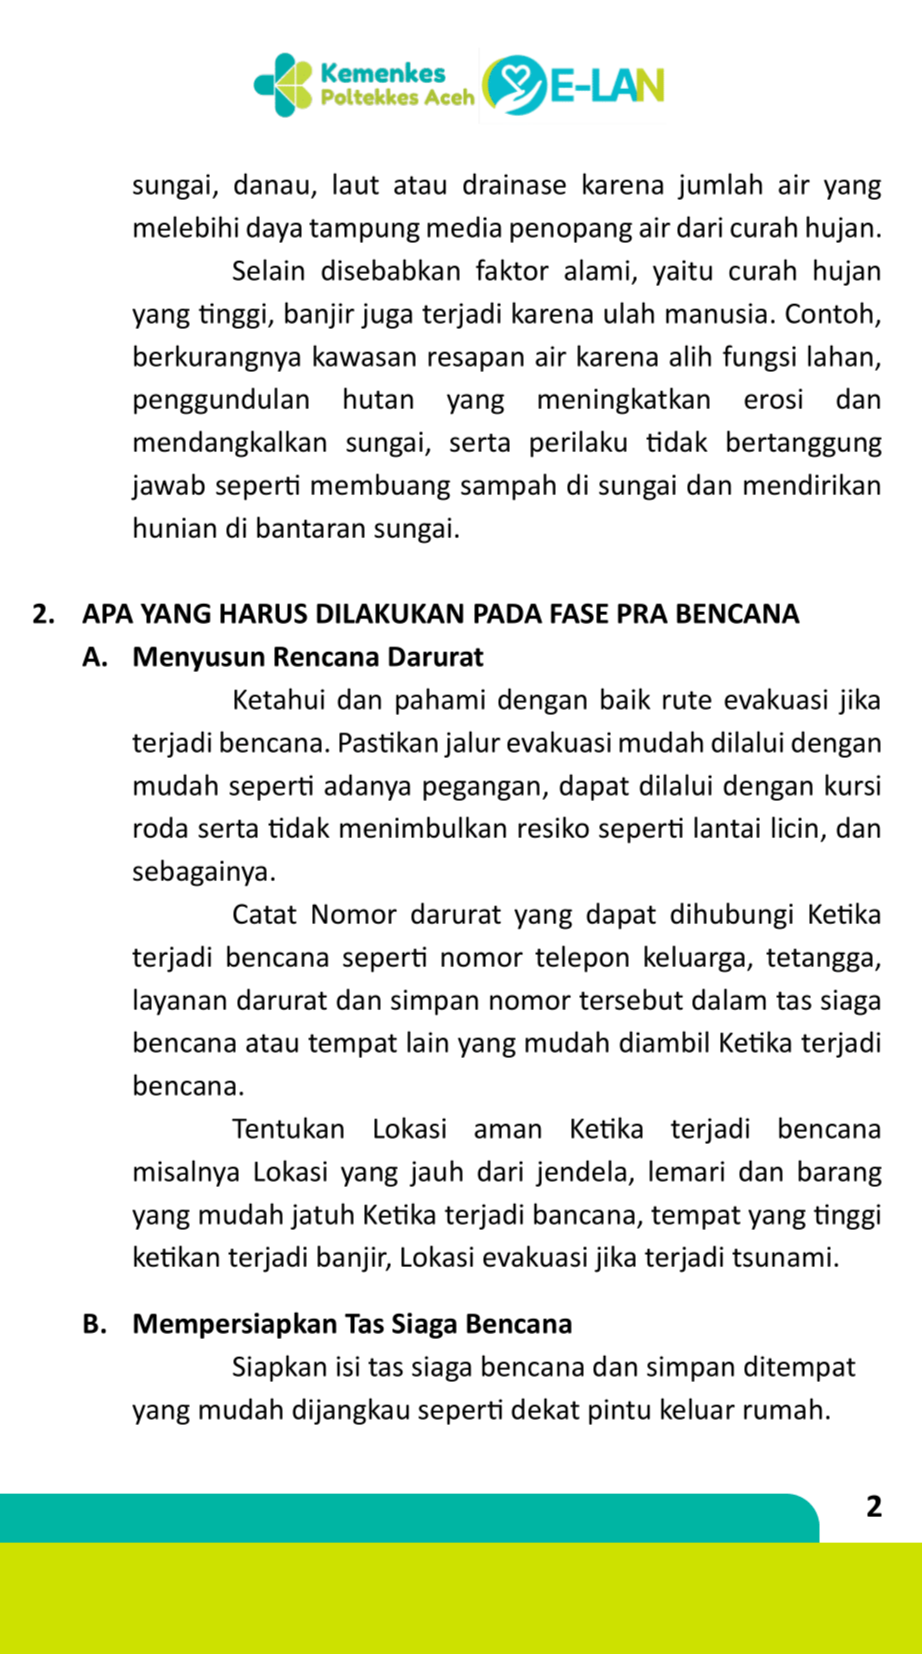 Kemenkes
Poltekkes Aceh
E-LAN
sungai, danau, laut atau drainase karena jumlah air yang
melebihi daya tampung media penopang air dari curah hujan.
Selain disebabkan faktor alami, yaitu curah hujan
yang tinggi, banjir juga terjadi karena ulah manusia. Contoh,
berkurangnya kawasan resapan air karena alih fungsi lahan,
penggundulan hutan yang meningkatkan erosi dan
mendangkalkan sungai, serta perilaku tidak bertanggung
jawab seperti membuang sampah di sungai dan mendirikan
hunian di bantaran sungai.
2. APA YANG HARUS DILAKUKAN PADA FASE PRA BENCANA
A. Menyusun Rencana Darurat
Ketahui dan pahami dengan baik rute evakuasi jika
terjadi bencana. Pastikan jalur evakuasi mudah dilalui dengan
mudah seperti adanya pegangan, dapat dilalui dengan kursi
roda serta tidak menimbulkan resiko seperti lantai licin, dan
sebagainya.
Catat Nomor darurat yang dapat dihubungi Ketika
terjadi bencana seperti nomor telepon keluarga, tetangga,
layanan darurat dan simpan nomor tersebut dalam tas siaga
bencana atau tempat lain yang mudah diambil Ketika terjadi
bencana.
Tentukan Lokasi aman Ketika terjadi bencana
misalnya Lokasi yang jauh dari jendela, lemari dan barang
yang mudah jatuh Ketika terjadi bancana, tempat yang tinggi
ketikan terjadi banjir, Lokasi evakuasi jika terjadi tsunami.
B. Mempersiapkan Tas Siaga Bencana
Siapkan isi tas siaga bencana dan simpan ditempat
yang mudah dijangkau seperti dekat pintu keluar rumah.
2